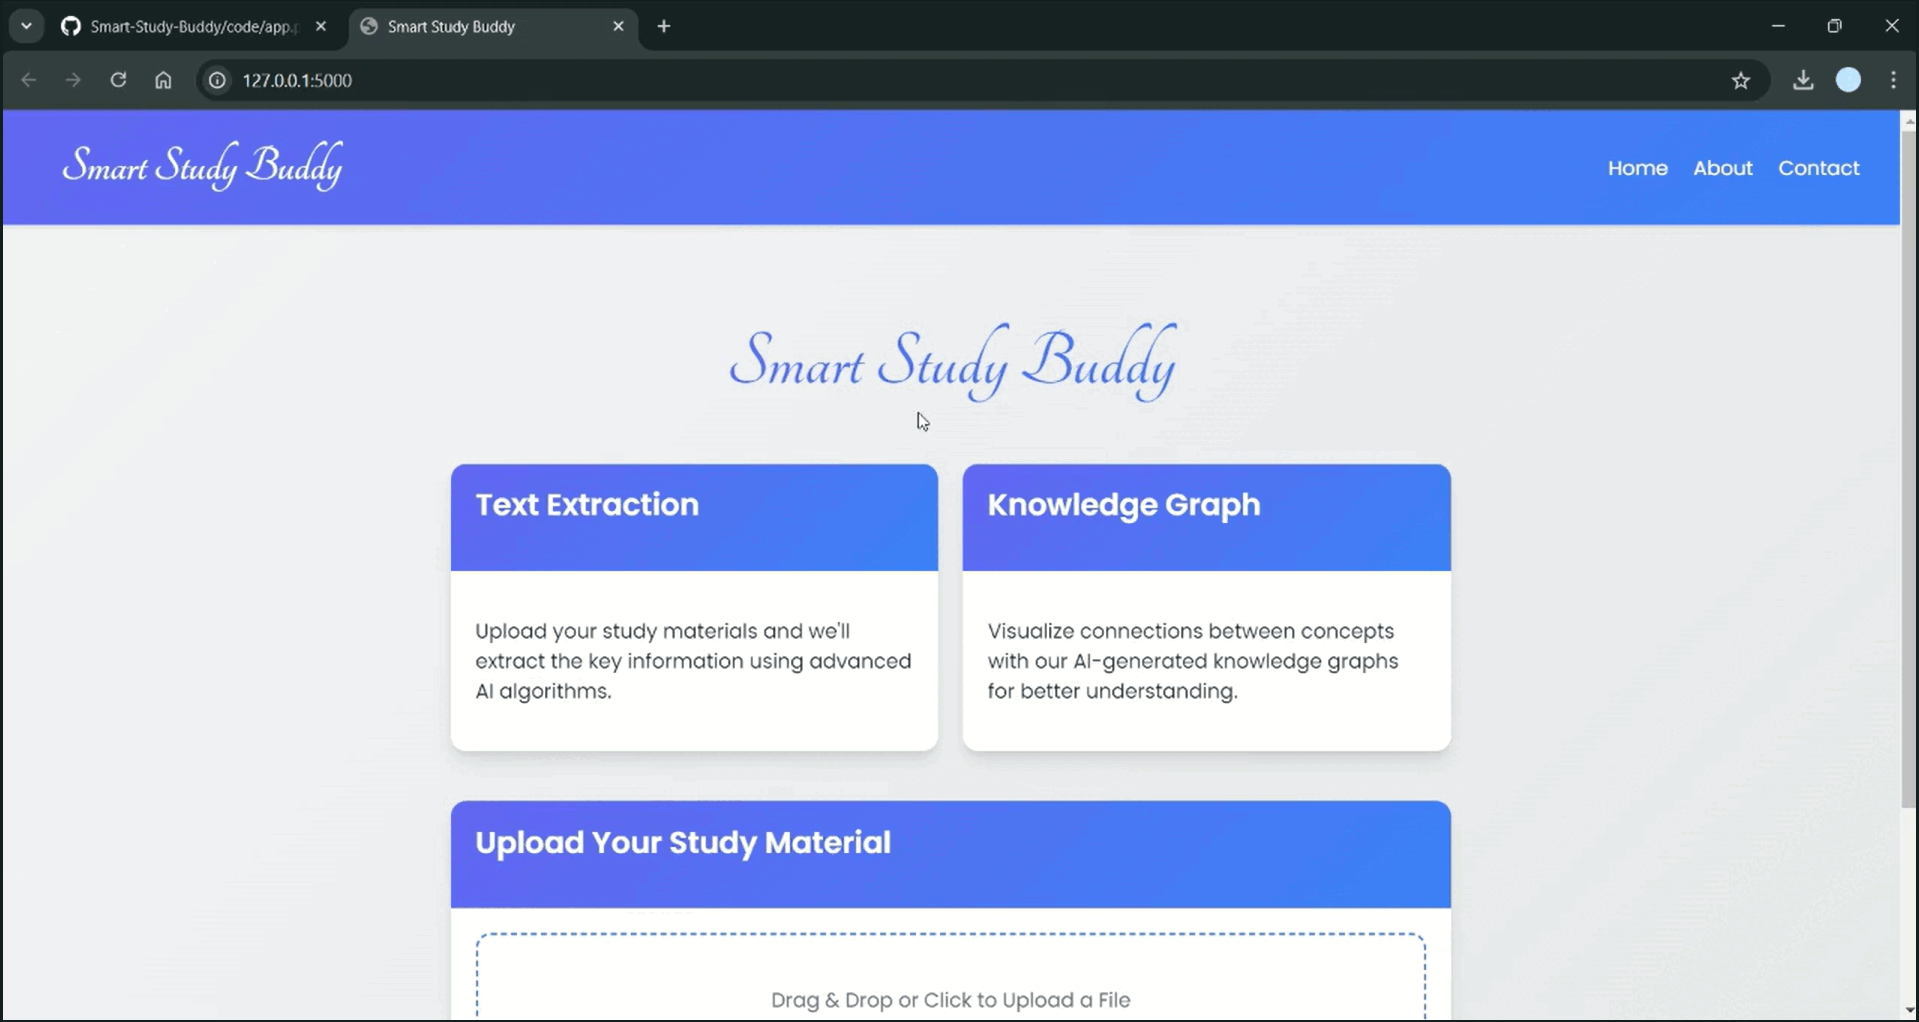 Smart-Study-Buddy/code/app.
Smart Study Buddy
127.0.0.1:5000
Smart Study Buddy
Home About Contact
Smart Study Buddy
Text Extraction
Upload your study materials and we'll
extract the key information using advanced
AI algorithms.
Knowledge Graph
Visualize connections between concepts
with our AI-generated knowledge graphs
for better understanding.
Upload Your Study Material
Drag & Drop or Click to Upload a File